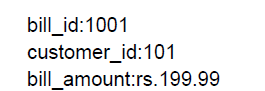 bill_id:1001
customer_id:101
bill_amount:rs.199.99